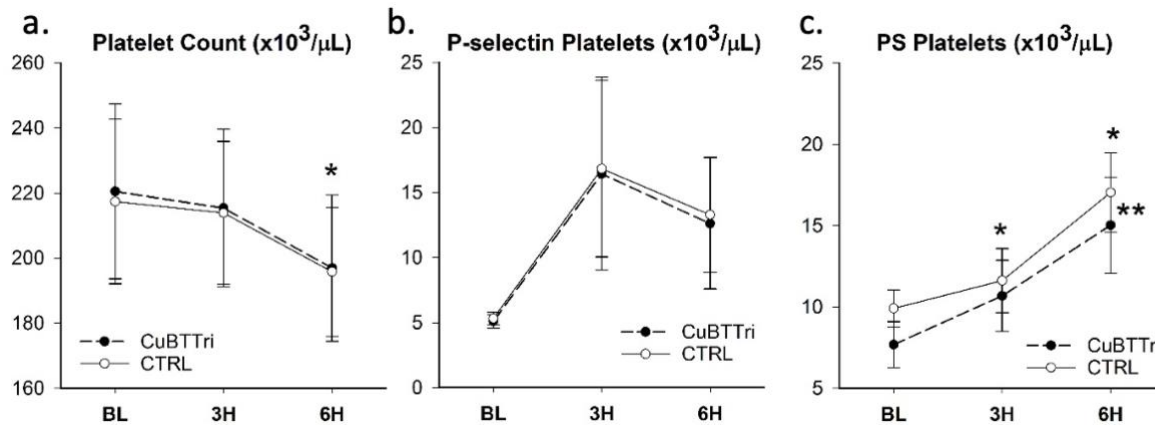 a.
Platelet Count (x10³/µL)
260
240
220
200
180
160
*
CuBTTri
CTRL
BL 3H 6H
b.
P-selectin Platelets (x10³/µL)
25
20
15
10
5
0
CuBTTri
CTRL
BL 3H 6H
c.
PS Platelets (x10³/µL)
25
20
15
10
5
*
*
**
CuBTTri
CTRL
BL 3H 6H